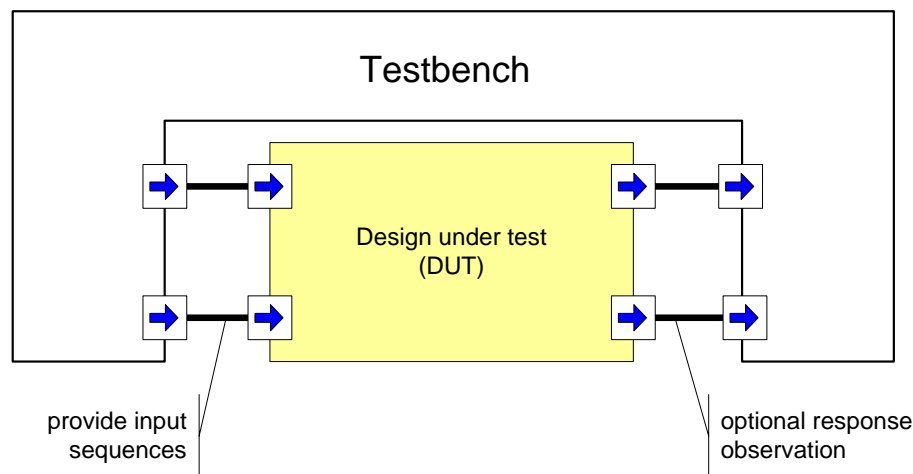 Testbench
Design under test
(DUT)
provide input
sequences
optional response
observation